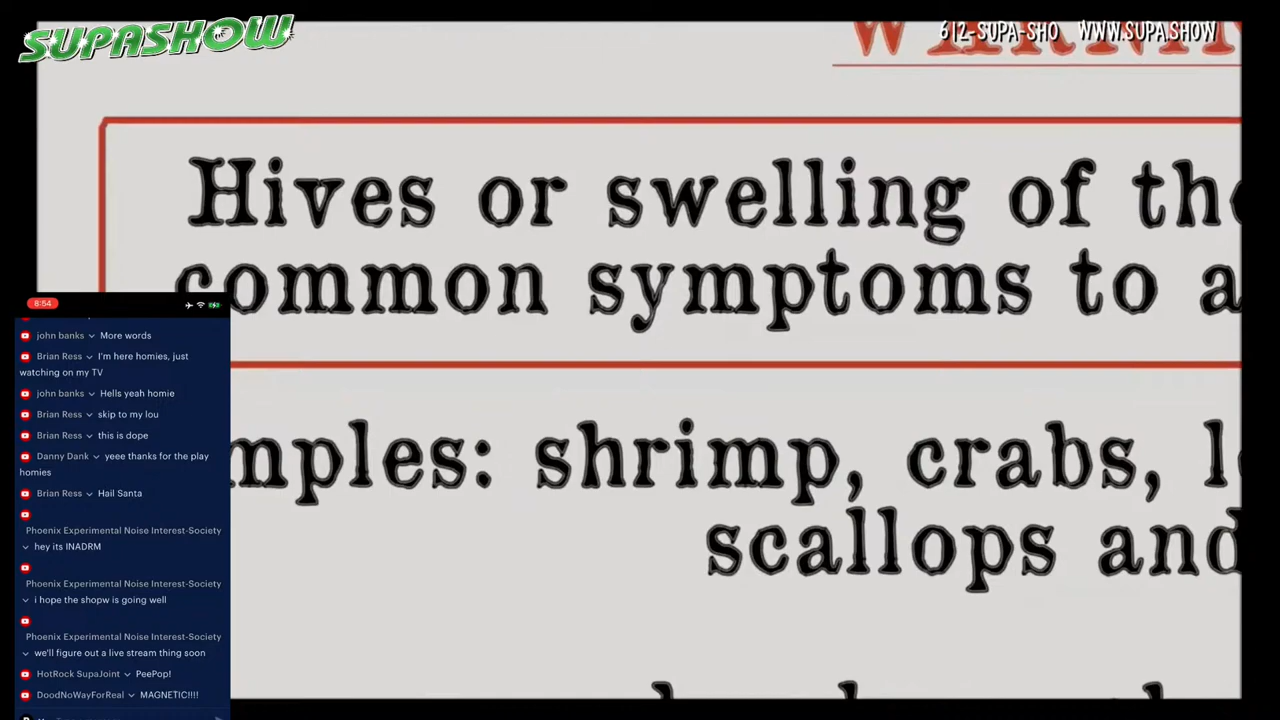 SUPASHOW
612-SUPA-SHO WWW.SUPA.SHOW
Hives or swelling of the
common symptoms to a
mples: shrimp, crabs, l
scallops and
8:54
john banks More words
Brian Ress I'm here homies, just
watching on my TV
john banks Hells yeah homie
Brian Ress skip to my lou
Brian Ress this is dope
Danny Dank yeee thanks for the play
homies
Brian Ress Hail Santa
Phoenix Experimental Noise Interest-Society
hey its INADRM
Phoenix Experimental Noise Interest-Society
i hope the shopw is going well
Phoenix Experimental Noise Interest-Society
we'll figure out a live stream thing soon
HotRock SupaJoint PeePop!
DoodNoWayForReal MAGNETIC!!!!